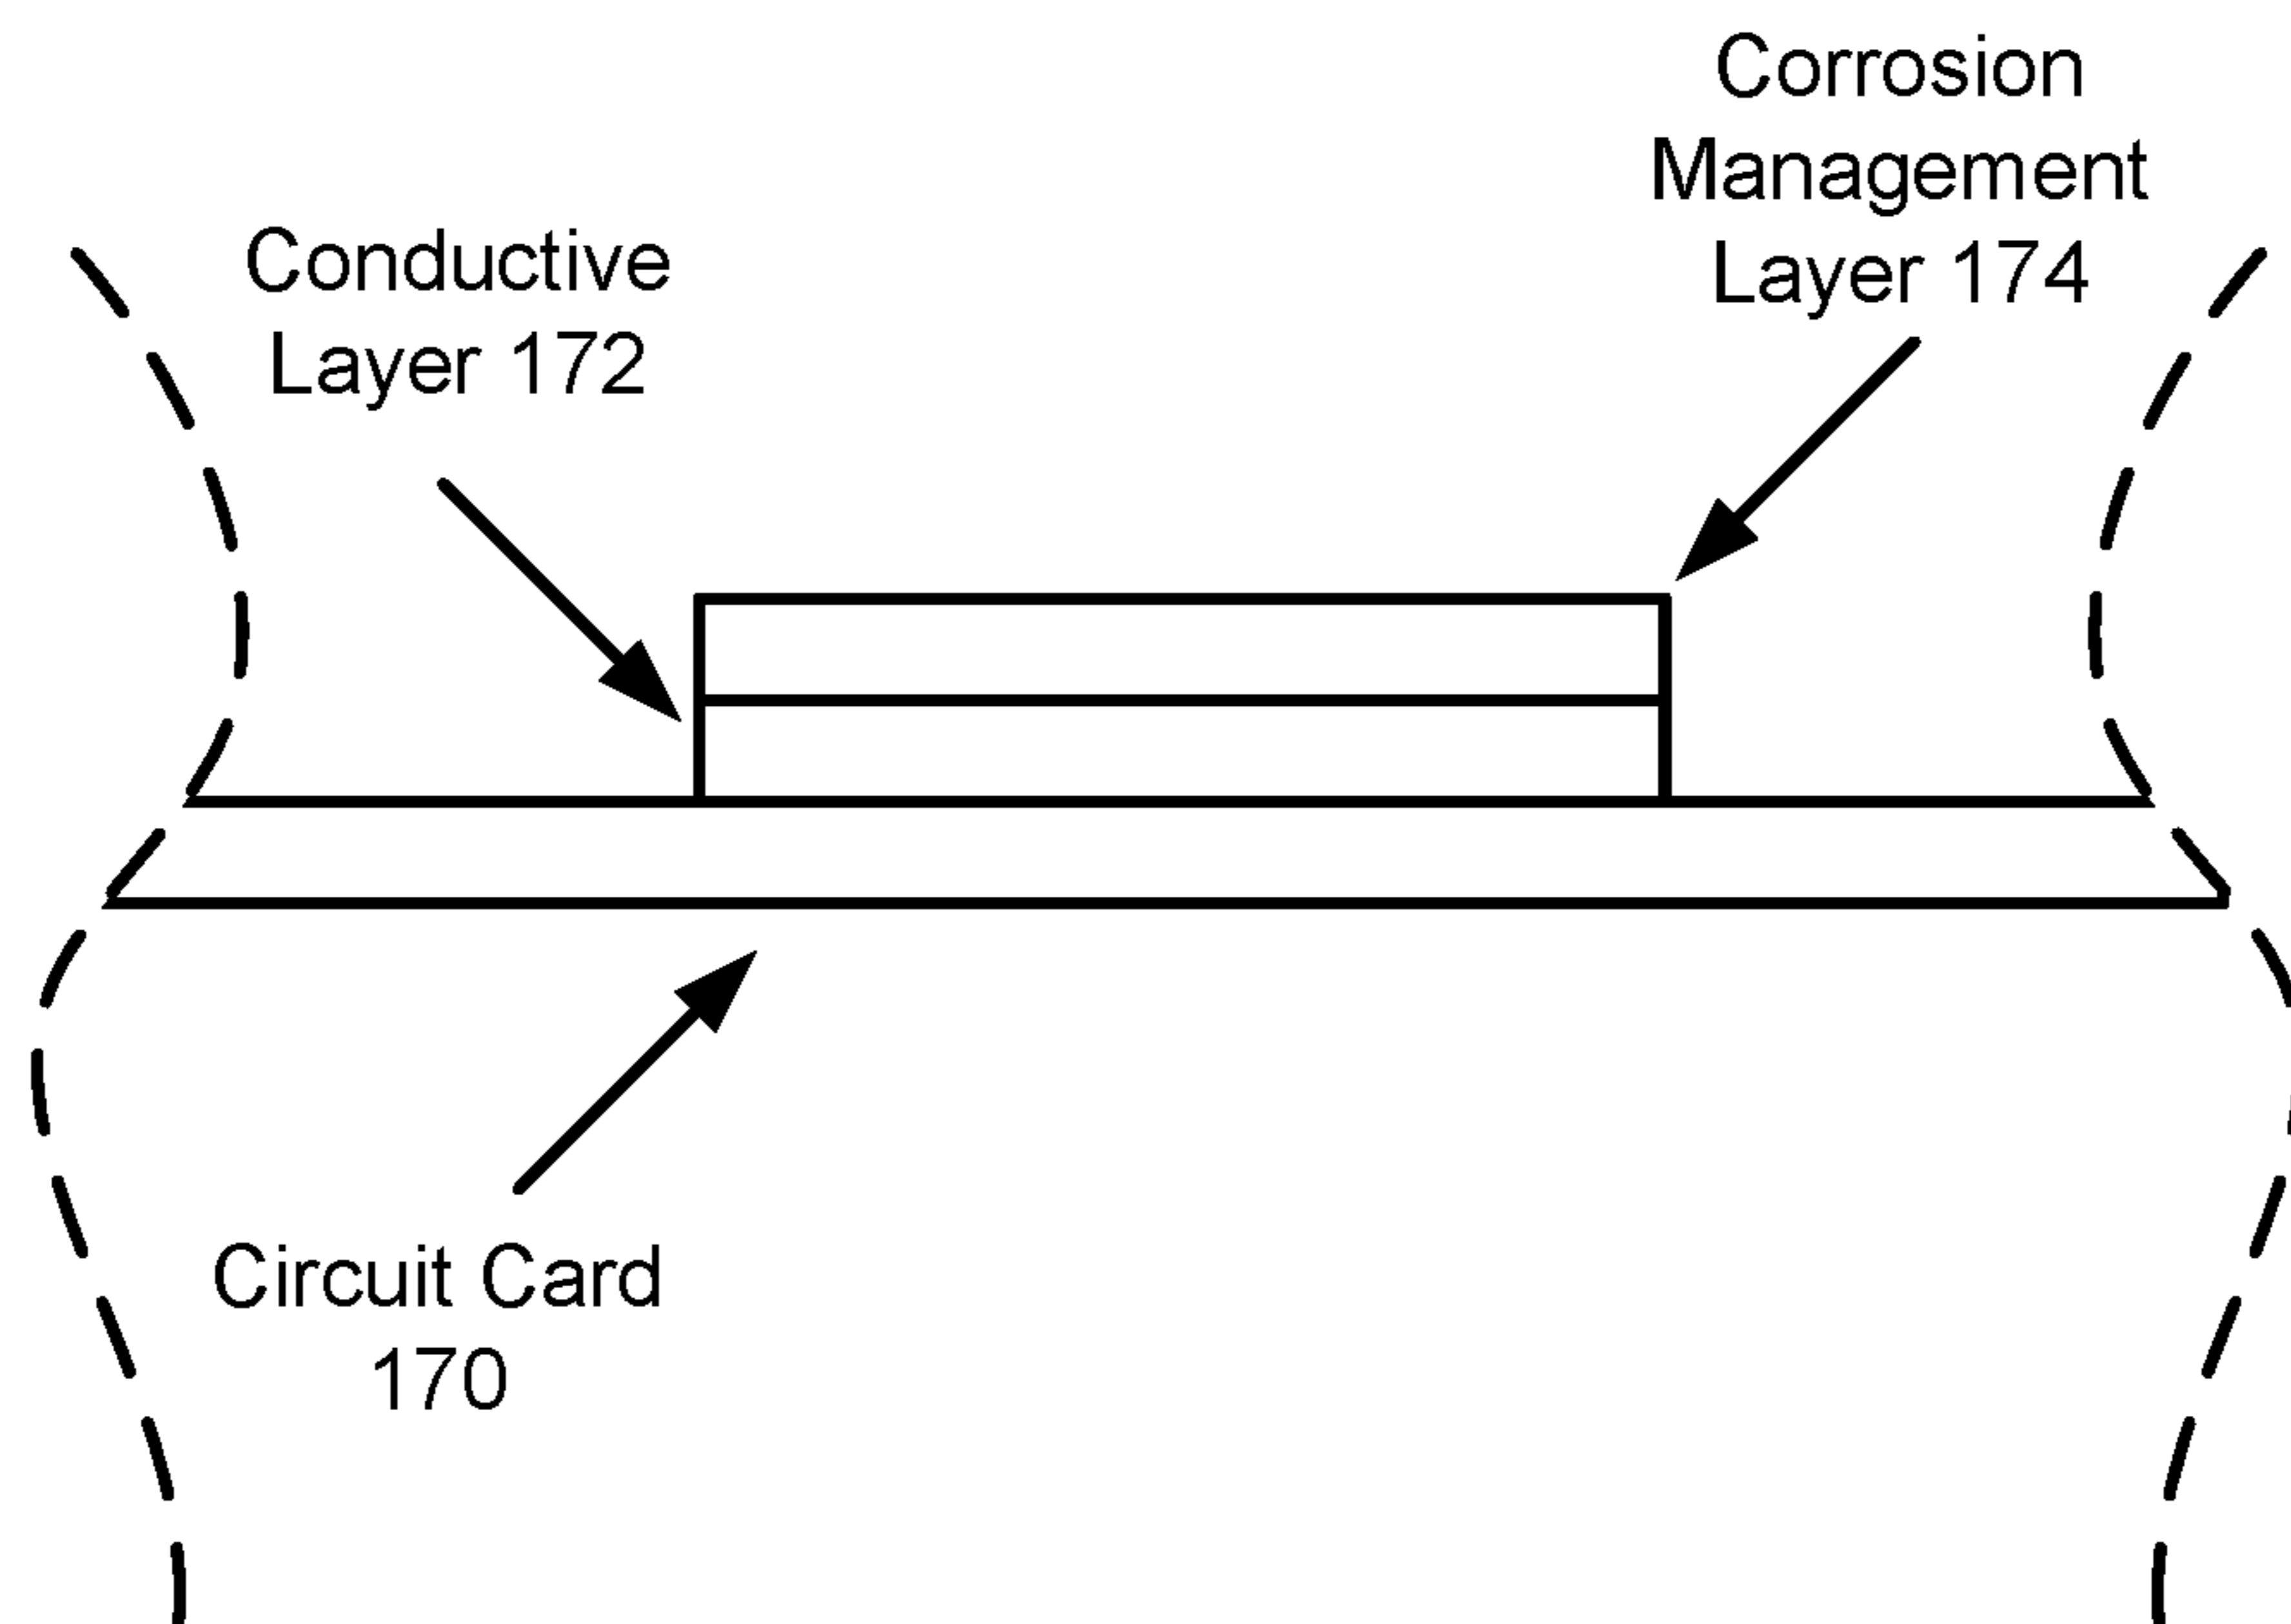 Corrosion
Management
Layer 174
Conductive
Layer 172
Circuit Card
170